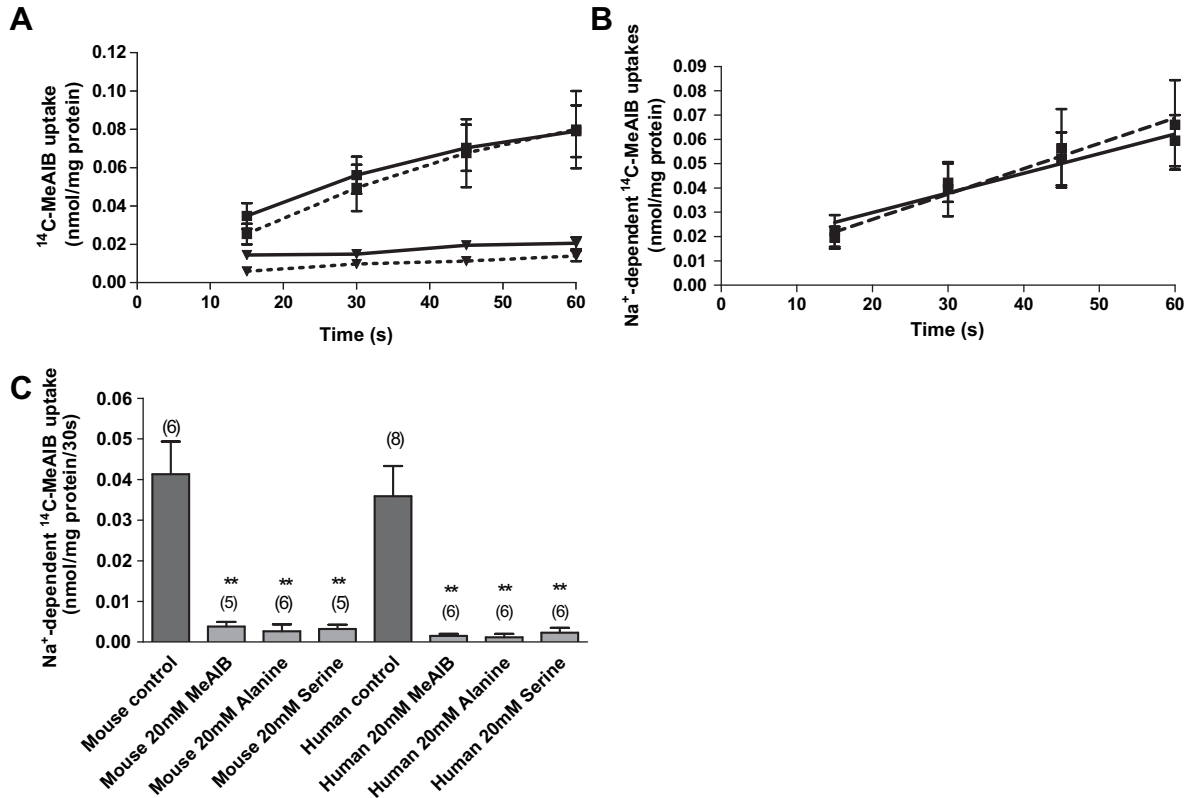 A
¹⁴C-MeAIB uptake
(nmol/mg protein)
0.12
0.10
0.08
0.06
0.04
0.02
0.00
0 10 20 30 40 50 60
Time (s)
B
Na⁺-dependent ¹⁴C-MeAIB uptakes
(nmol/mg protein)
0.09
0.08
0.07
0.06
0.05
0.04
0.03
0.02
0.01
0.00
0 10 20 30 40 50 60
Time (s)
C
Na⁺-dependent ¹⁴C-MeAIB uptake
(nmol/mg protein/30s)
0.06
0.05
0.04
0.03
0.02
0.01
0.00
(6)
**
(5)
**
(6)
**
(5)
(8)
**
(6)
**
(6)
**
(6)
Mouse control
Mouse 20mM MeAIB
Mouse 20mM Alanine
Mouse 20mM Serine
Human control
Human 20mM MeAIB
Human 20mM Alanine
Human 20mM Serine